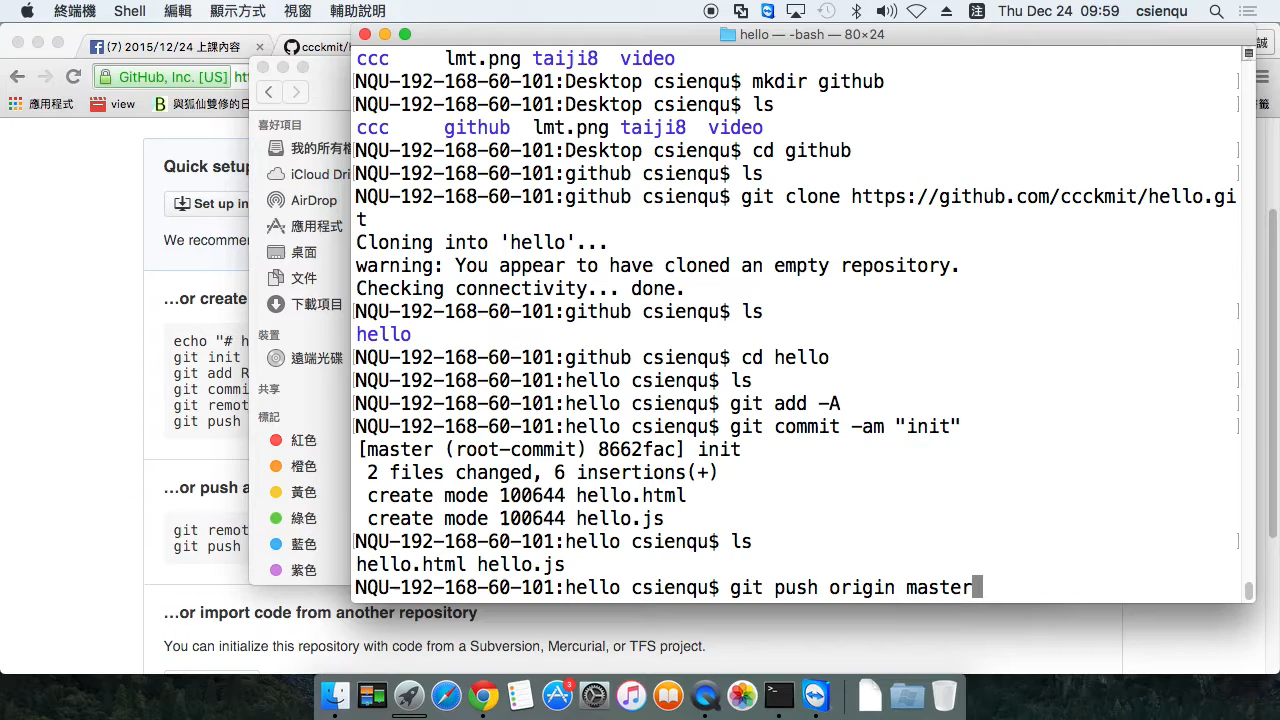 終端機 Shell 編輯 顯示方式 視窗 輔助說明
注 Thu Dec 24 09:59 csienqu
(7) 2015/12/24 上課內容
ccckmit/
誠
GitHub, Inc. [US]
應用程式 view B 與狐仙雙修的日
籤
Quick setup
Set up in
We recommen
…or create
echo "# h
git init
git add R
git commi
git remot
git push
…or push a
git remot
git push
…or import code from another repository
You can initialize this repository with code from a Subversion, Mercurial, or TFS project.
喜好項目
我的所有檔
iCloud Dri
AirDrop
應用程式
桌面
文件
下載項目
裝置
遠端光碟
共享
標記
紅色
橙色
黃色
綠色
藍色
紫色
hello — -bash — 80×24
ccc lmt.png taiji8 video
NQU-192-168-60-101:Desktop csienqu$ mkdir github
NQU-192-168-60-101:Desktop csienqu$ ls
ccc github lmt.png taiji8 video
NQU-192-168-60-101:Desktop csienqu$ cd github
NQU-192-168-60-101:github csienqu$ ls
NQU-192-168-60-101:github csienqu$ git clone https://github.com/ccckmit/hello.gi
t
Cloning into 'hello'...
warning: You appear to have cloned an empty repository.
Checking connectivity... done.
NQU-192-168-60-101:github csienqu$ ls
hello
NQU-192-168-60-101:github csienqu$ cd hello
NQU-192-168-60-101:hello csienqu$ ls
NQU-192-168-60-101:hello csienqu$ git add -A
NQU-192-168-60-101:hello csienqu$ git commit -am "init"
[master (root-commit) 8662fac] init
2 files changed, 6 insertions(+)
create mode 100644 hello.html
create mode 100644 hello.js
NQU-192-168-60-101:hello csienqu$ ls
hello.html hello.js
NQU-192-168-60-101:hello csienqu$ git push origin master
3